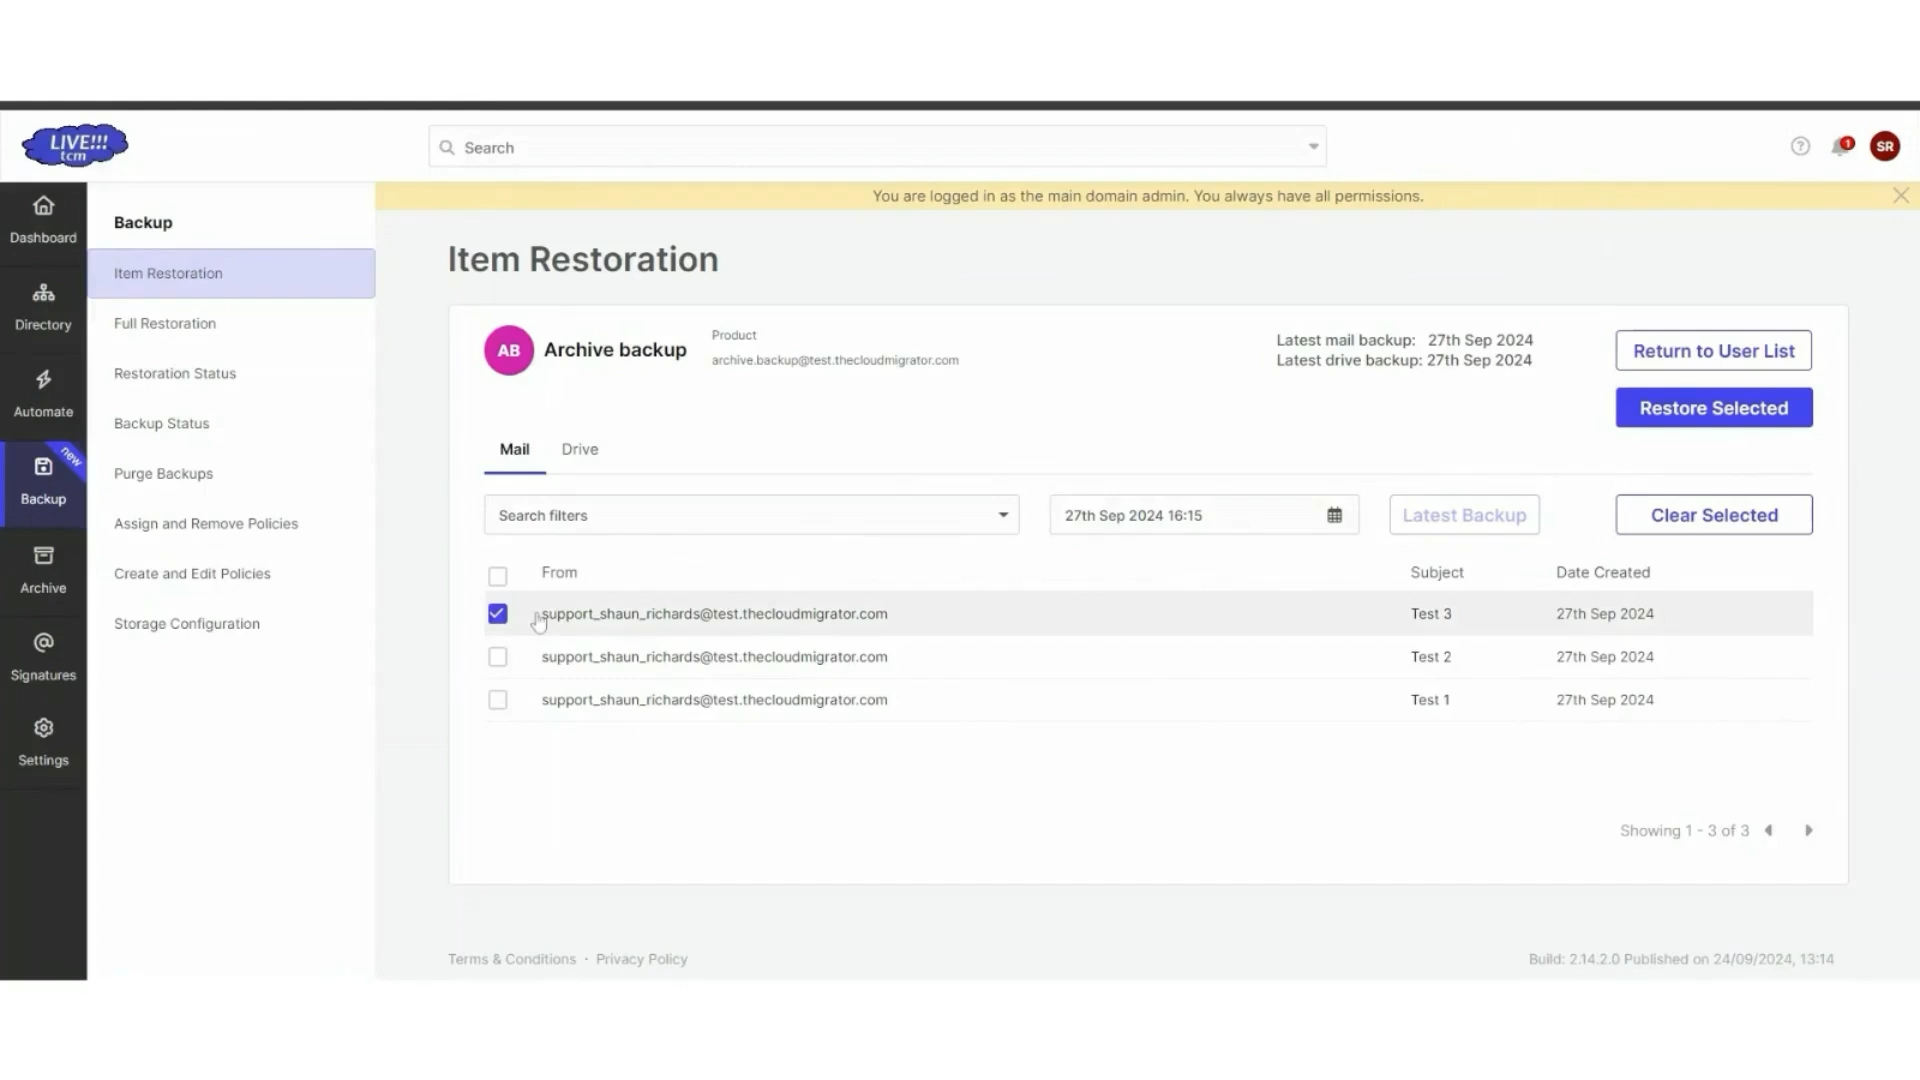 LIVE!!!
tcm
Search
1
SR
You are logged in as the main domain admin. You always have all permissions.
Dashboard
Directory
Automate
new
Backup
Archive
Signatures
Settings
Backup
Item Restoration
Full Restoration
Restoration Status
Backup Status
Purge Backups
Assign and Remove Policies
Create and Edit Policies
Storage Configuration
Item Restoration
AB
Archive backup
Product
archive.backup@test.thecloudmigrator.com
Latest mail backup: 27th Sep 2024
Latest drive backup: 27th Sep 2024
Return to User List
Restore Selected
Mail Drive
Search filters 27th Sep 2024 16:15 Latest Backup Clear Selected
From Subject Date Created
support_shaun_richards@test.thecloudmigrator.com Test 3 27th Sep 2024
support_shaun_richards@test.thecloudmigrator.com Test 2 27th Sep 2024
support_shaun_richards@test.thecloudmigrator.com Test 1 27th Sep 2024
Showing 1 - 3 of 3
Terms & Conditions · Privacy Policy
Build: 2.14.2.0 Published on 24/09/2024, 13:14